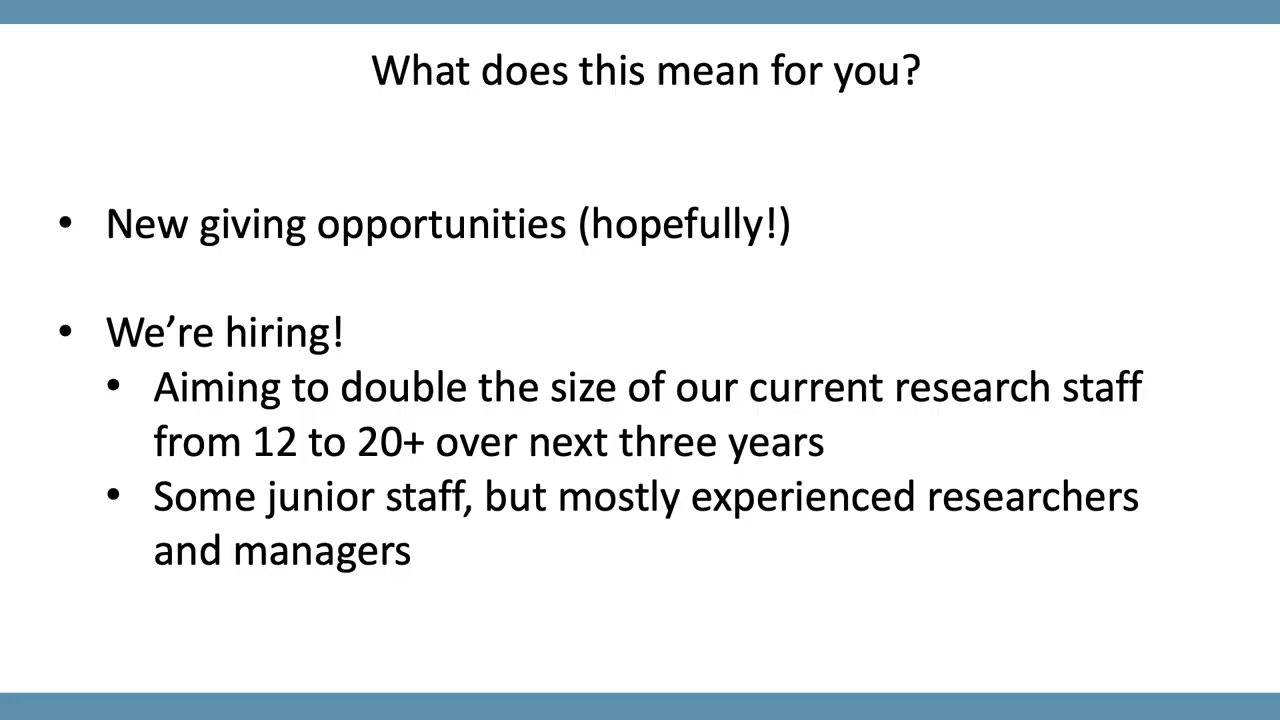 What does this mean for you?
• New giving opportunities (hopefully!)
• We’re hiring!
• Aiming to double the size of our current research staff
from 12 to 20+ over next three years
• Some junior staff, but mostly experienced researchers
and managers